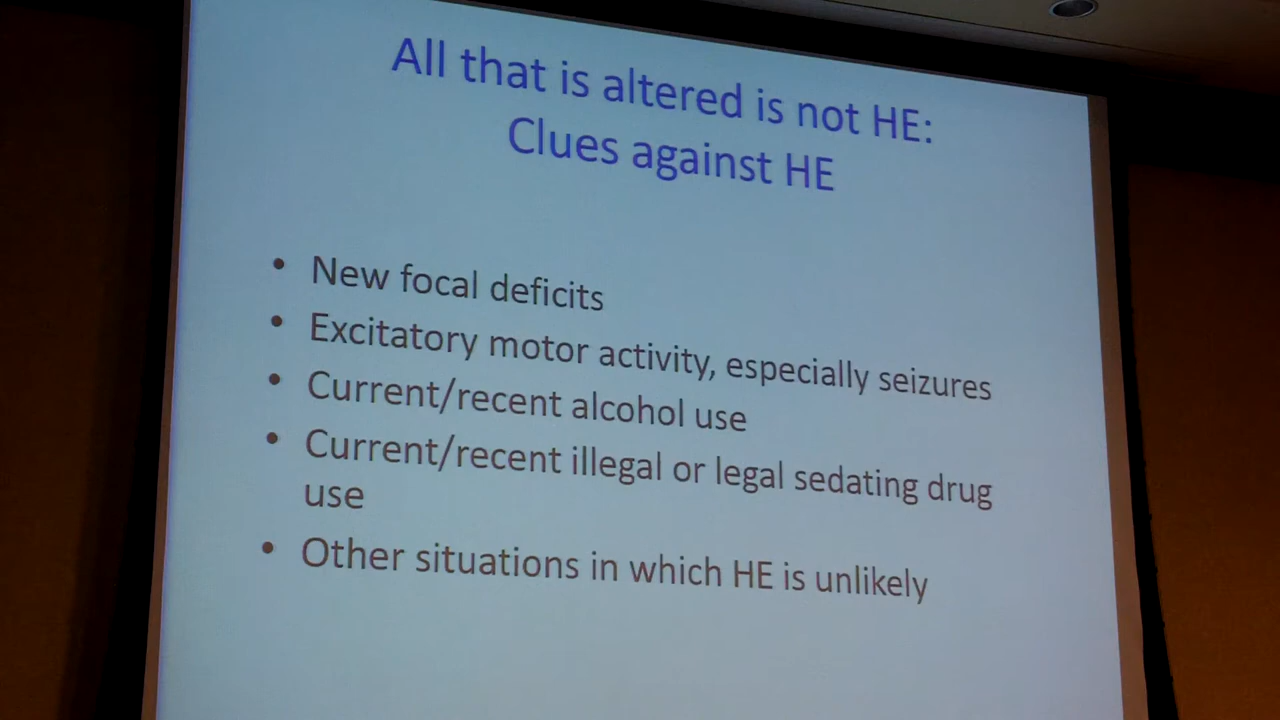 All that is altered is not HE:
Clues against HE
• New focal deficits
• Excitatory motor activity, especially seizures
• Current/recent alcohol use
• Current/recent illegal or legal sedating drug
use
• Other situations in which HE is unlikely